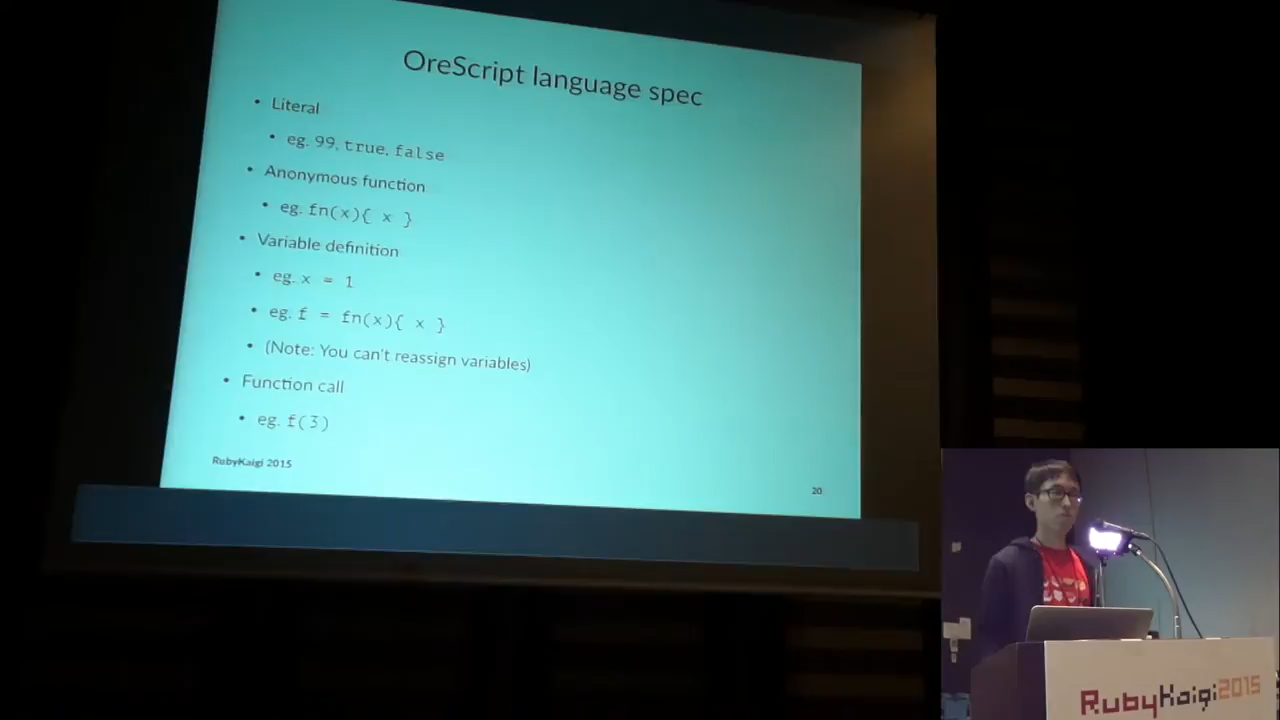 OreScript language spec
• Literal
• eg. 99, true, false
• Anonymous function
• eg. fn(x){ x }
• Variable definition
• eg. x = 1
• eg. f = fn(x){ x }
• (Note: You can't reassign variables)
• Function call
• eg. f(3)
RubyKaigi 2015
20
RubyKaigi2015